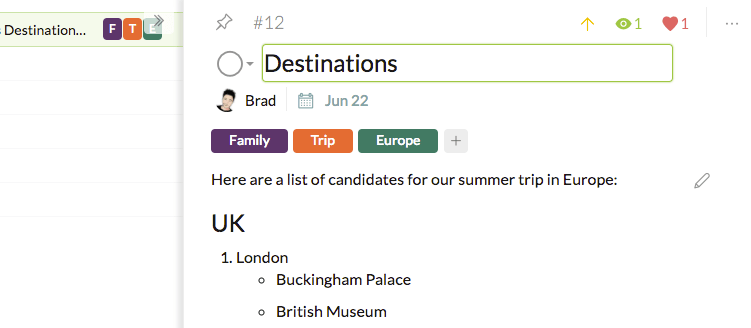 Destination... F T E
#12 1 1 ...
Destinations
Brad Jun 22
Family Trip Europe +
Here are a list of candidates for our summer trip in Europe:
UK
1. London
Buckingham Palace
British Museum